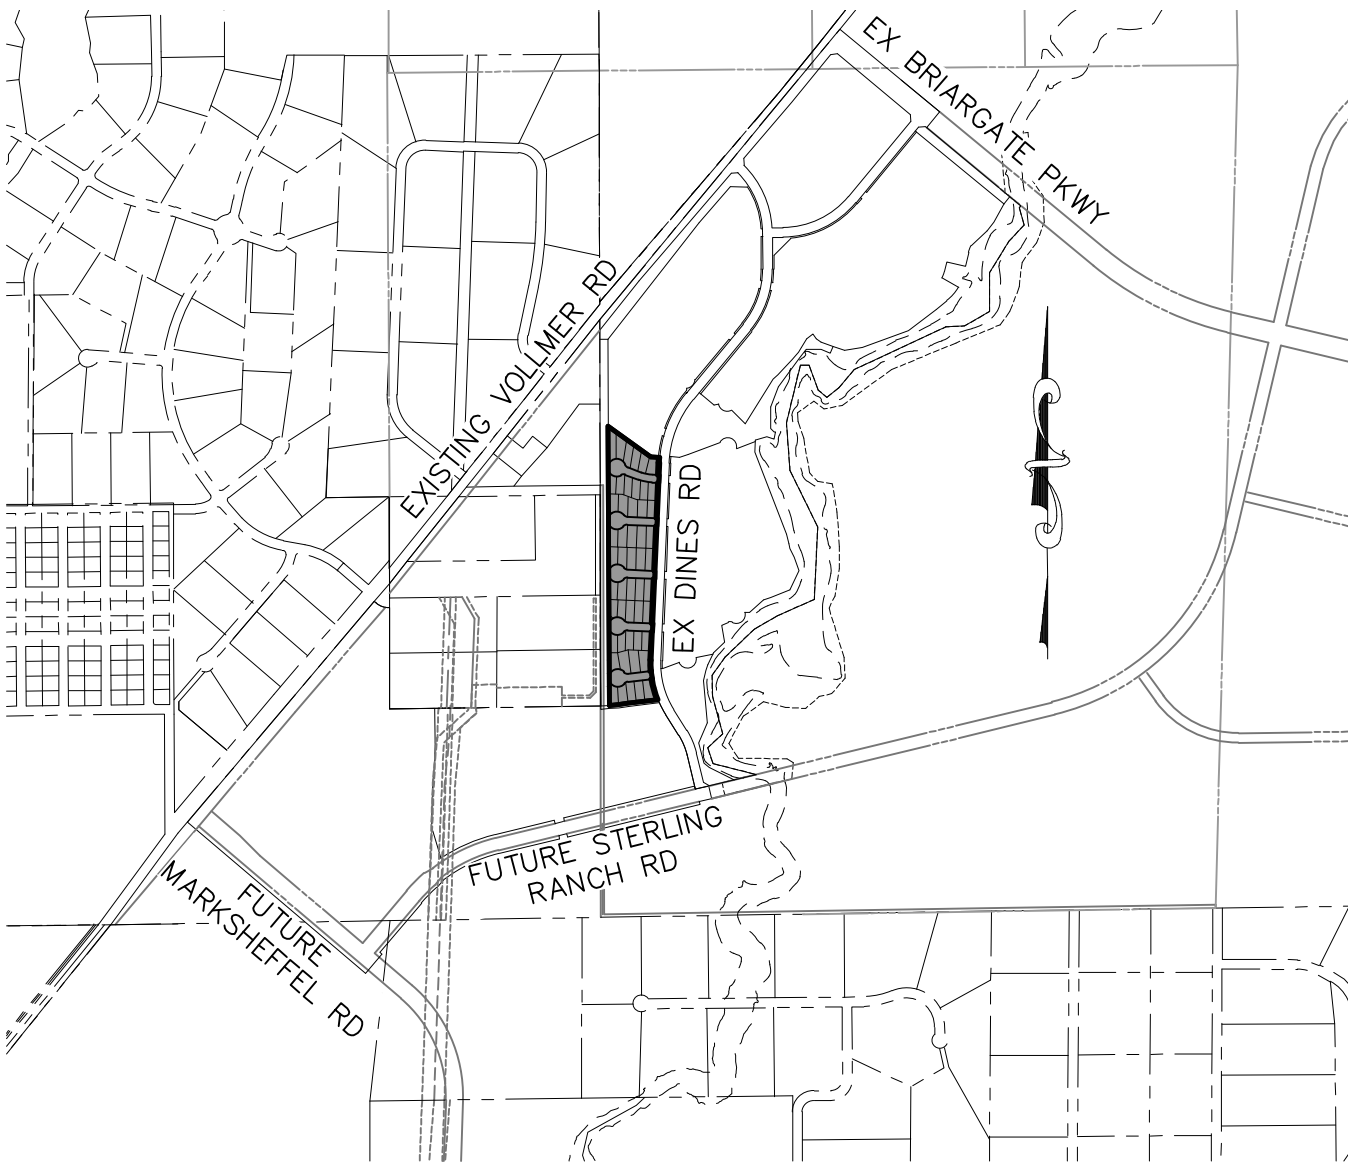 EX BRIARGATE PKWY
EXISTING VOLLMER RD
EX DINES RD
FUTURE STERLING
RANCH RD
FUTURE
MARKSHEFFEL RD